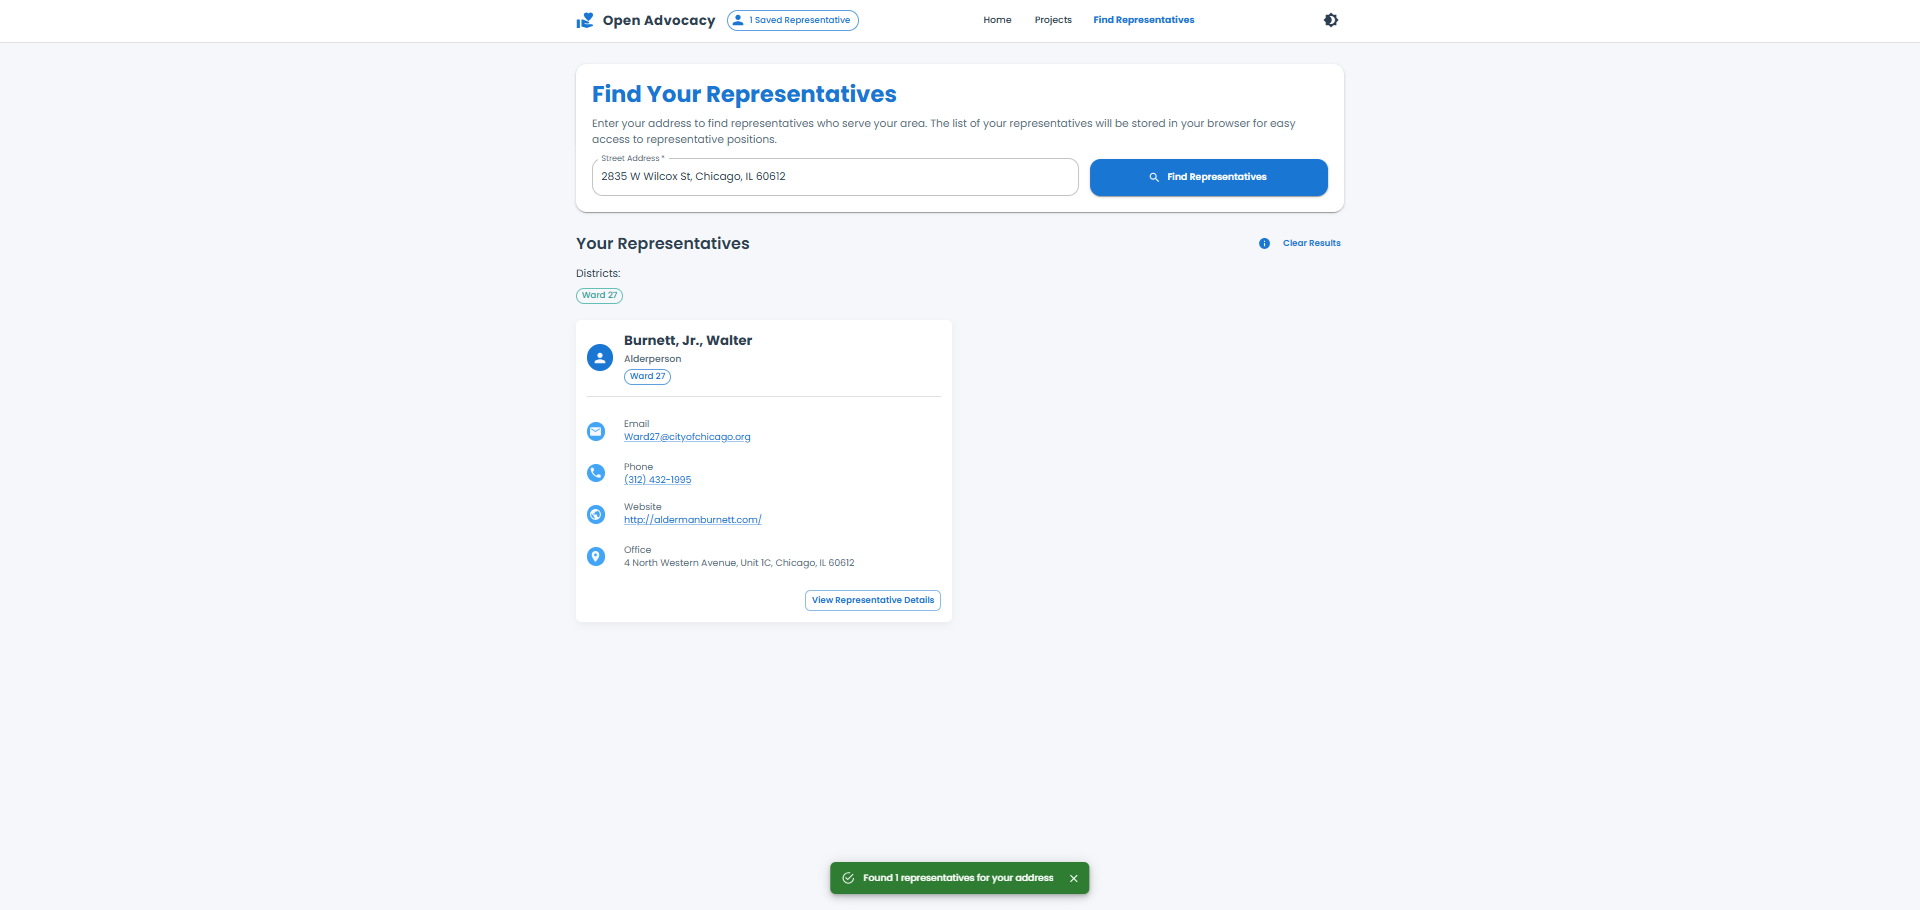 Open Advocacy
1 Saved Representative
Home
Projects
Find Representatives
Find Your Representatives
Enter your address to find representatives who serve your area. The list of your representatives will be stored in your browser for easy
access to representative positions.
Street Address *
2835 W Wilcox St, Chicago, IL 60612
Find Representatives
Your Representatives
Clear Results
Districts:
Ward 27
Burnett, Jr., Walter
Alderperson
Ward 27
Email
Ward27@cityofchicago.org
Phone
(312) 432-1995
Website
http://aldermanburnett.com/
Office
4 North Western Avenue, Unit 1C, Chicago, IL 60612
View Representative Details
Found 1 representatives for your address